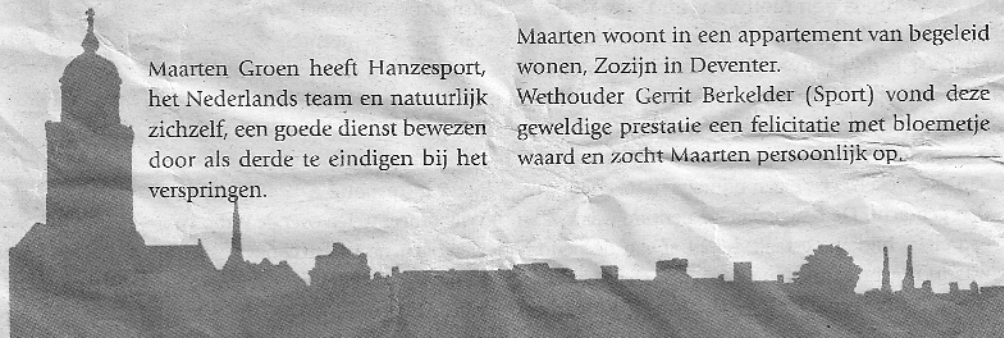 Maarten Groen heeft Hanzesport,
het Nederlands team en natuurlijk
zichzelf, een goede dienst bewezen
door als derde te eindigen bij het
verspringen.
Maarten woont in een appartement van begeleid
wonen, Zozijn in Deventer.
Wethouder Gerrit Berkelder (Sport) vond deze
geweldige prestatie een felicitatie met bloemetje
waard en zocht Maarten persoonlijk op.